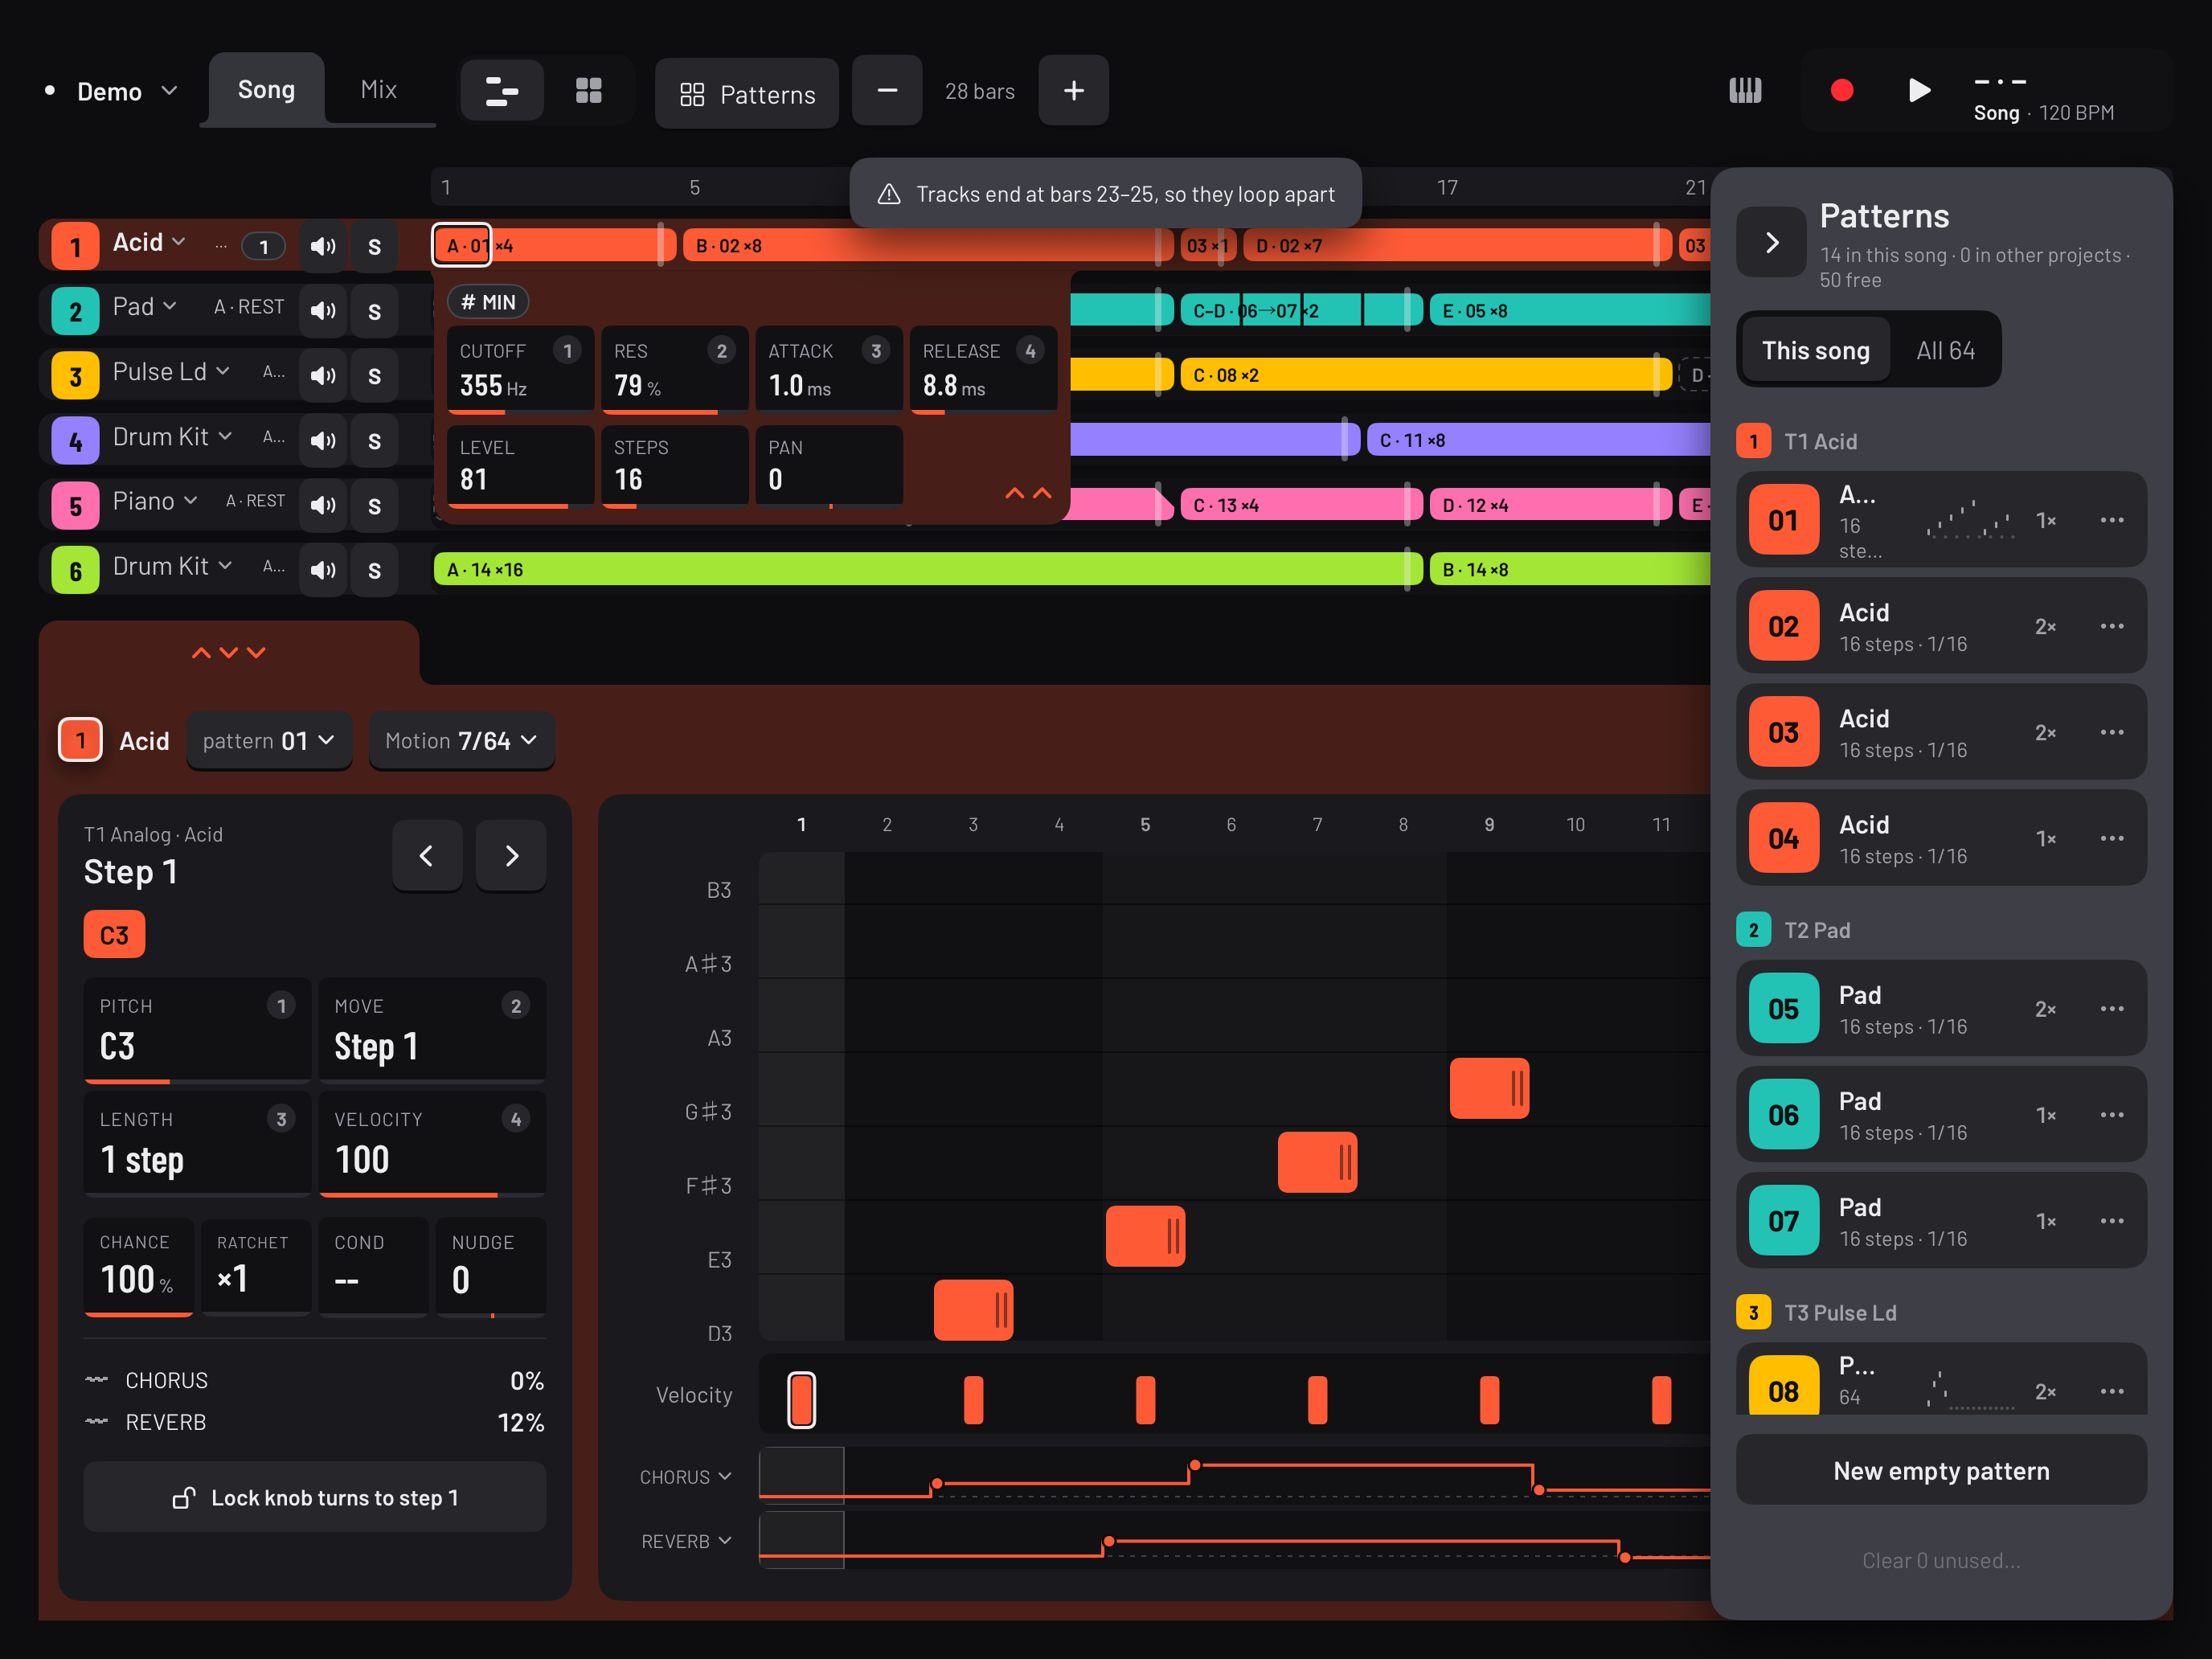 Demo
Song
Mix
Patterns
28 bars
Song · 120 BPM
1
5
17
21
Tracks end at bars 23–25, so they loop apart
1
Acid
...
1
S
A · 01 ×4
B · 02 ×8
03 ×1
D · 02 ×7
03
2
Pad
A · REST
S
C–D · 06→07 ×2
E · 05 ×8
3
Pulse Ld
A...
S
C · 08 ×2
D ·
4
Drum Kit
A...
S
C · 11 ×8
5
Piano
A · REST
S
C · 13 ×4
D · 12 ×4
E ·
6
Drum Kit
A...
S
A · 14 ×16
B · 14 ×8
# MIN
CUTOFF 1
355 Hz
RES 2
79 %
ATTACK 3
1.0 ms
RELEASE 4
8.8 ms
LEVEL
81
STEPS
16
PAN
0
1
Acid
pattern 01
Motion 7/64
T1 Analog · Acid
Step 1
C3
PITCH 1
C3
MOVE 2
Step 1
LENGTH 3
1 step
VELOCITY 4
100
CHANCE
100 %
RATCHET
×1
COND
--
NUDGE
0
CHORUS 0%
REVERB 12%
Lock knob turns to step 1
1 2 3 4 5 6 7 8 9 10 11
B3
A♯3
A3
G♯3
F♯3
E3
D3
Velocity
CHORUS
REVERB
Patterns
14 in this song · 0 in other projects ·
50 free
This song
All 64
1 T1 Acid
01
A...
16
ste...
1×
02
Acid
16 steps · 1/16
2×
03
Acid
16 steps · 1/16
2×
04
Acid
16 steps · 1/16
1×
2 T2 Pad
05
Pad
16 steps · 1/16
2×
06
Pad
16 steps · 1/16
1×
07
Pad
16 steps · 1/16
1×
3 T3 Pulse Ld
08
P...
64
2×
New empty pattern
Clear 0 unused...